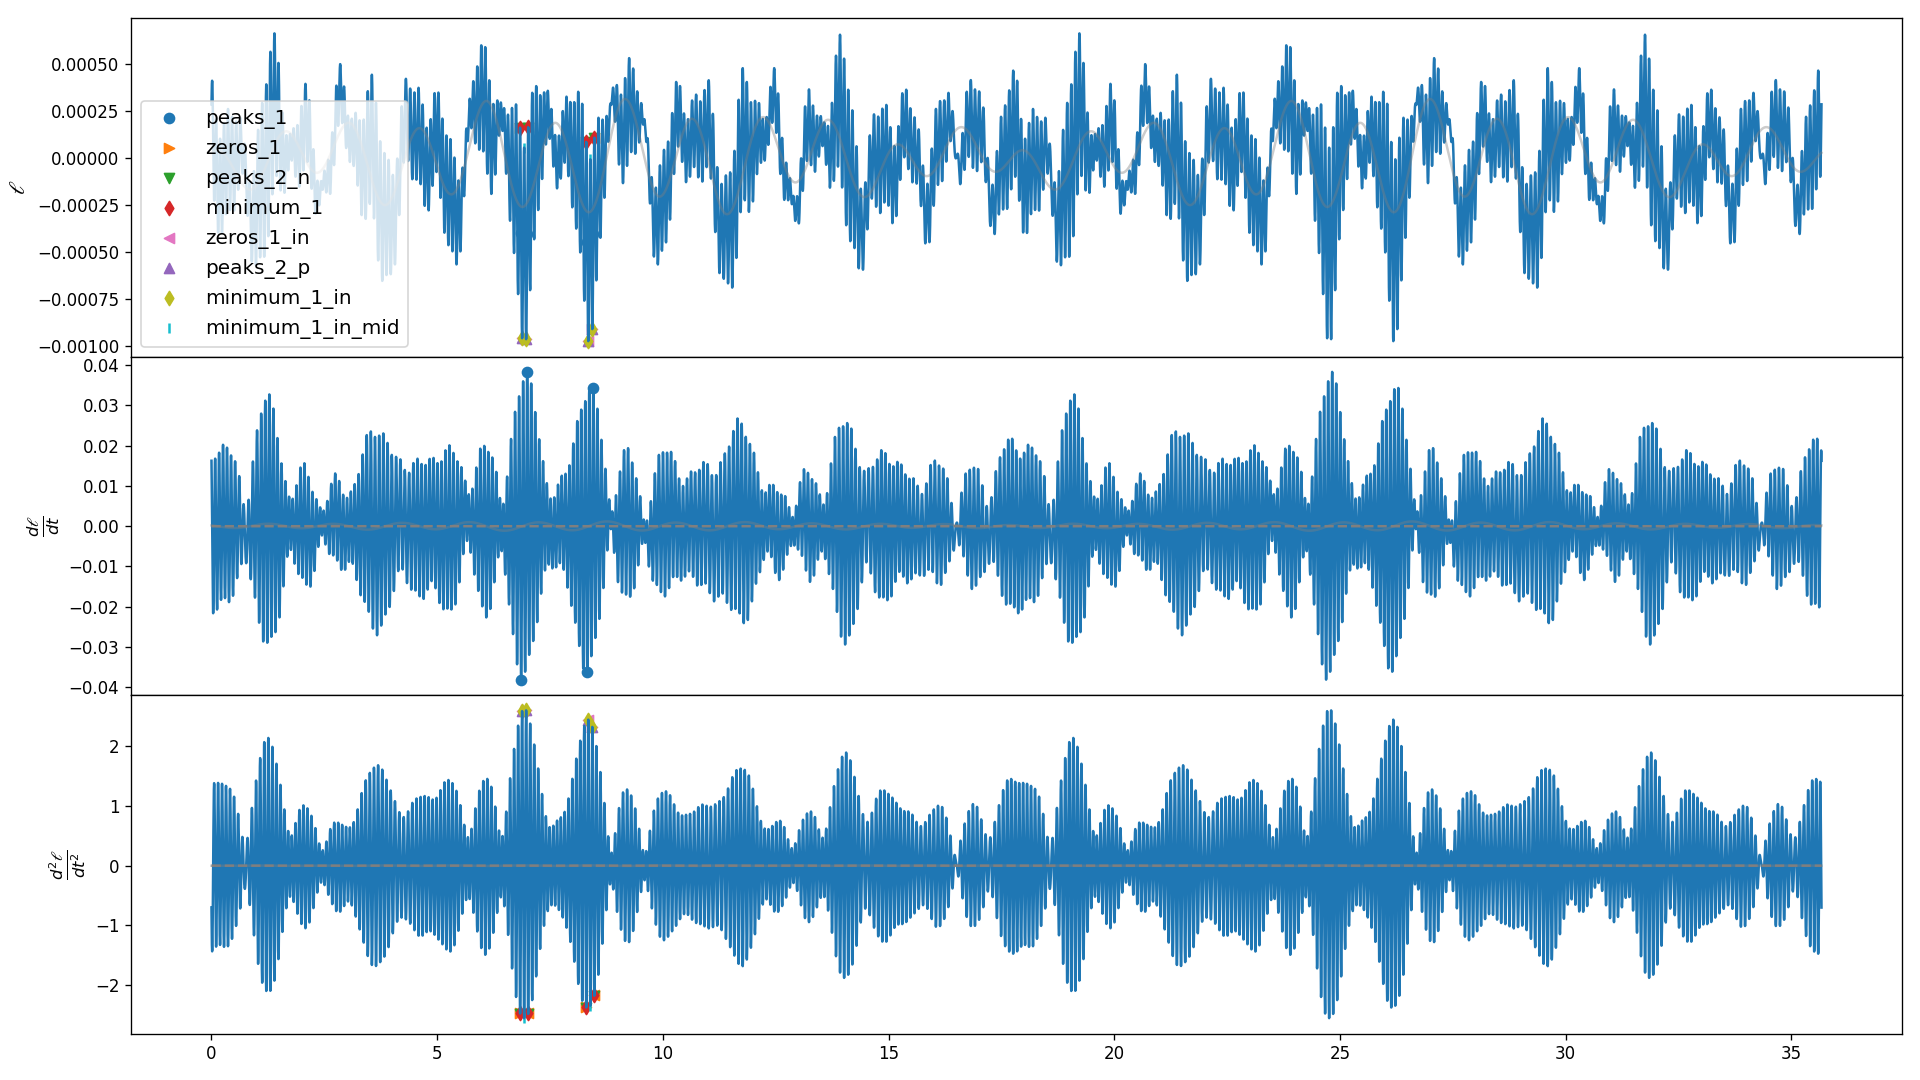 0.00050
0.00025
0.00000
−0.00025
−0.00050
−0.00075
−0.00100
ℓ
peaks_1
zeros_1
peaks_2_n
minimum_1
zeros_1_in
peaks_2_p
minimum_1_in
minimum_1_in_mid
0.04
0.03
0.02
0.01
0.00
−0.01
−0.02
−0.03
−0.04
dℓ/dt
2
1
0
−1
−2
d²ℓ/dt²
0 5 10 15 20 25 30 35